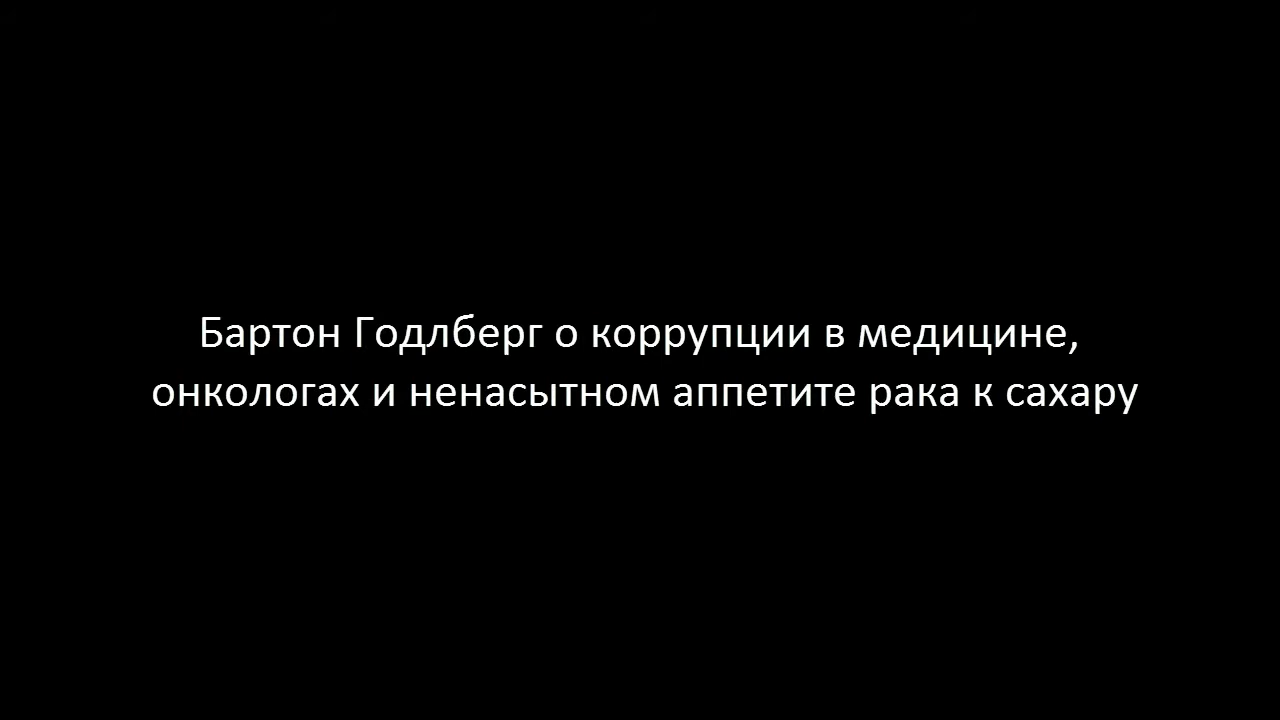 Бартон Годлберг о коррупции в медицине,
онкологах и ненасытном аппетите рака к сахару